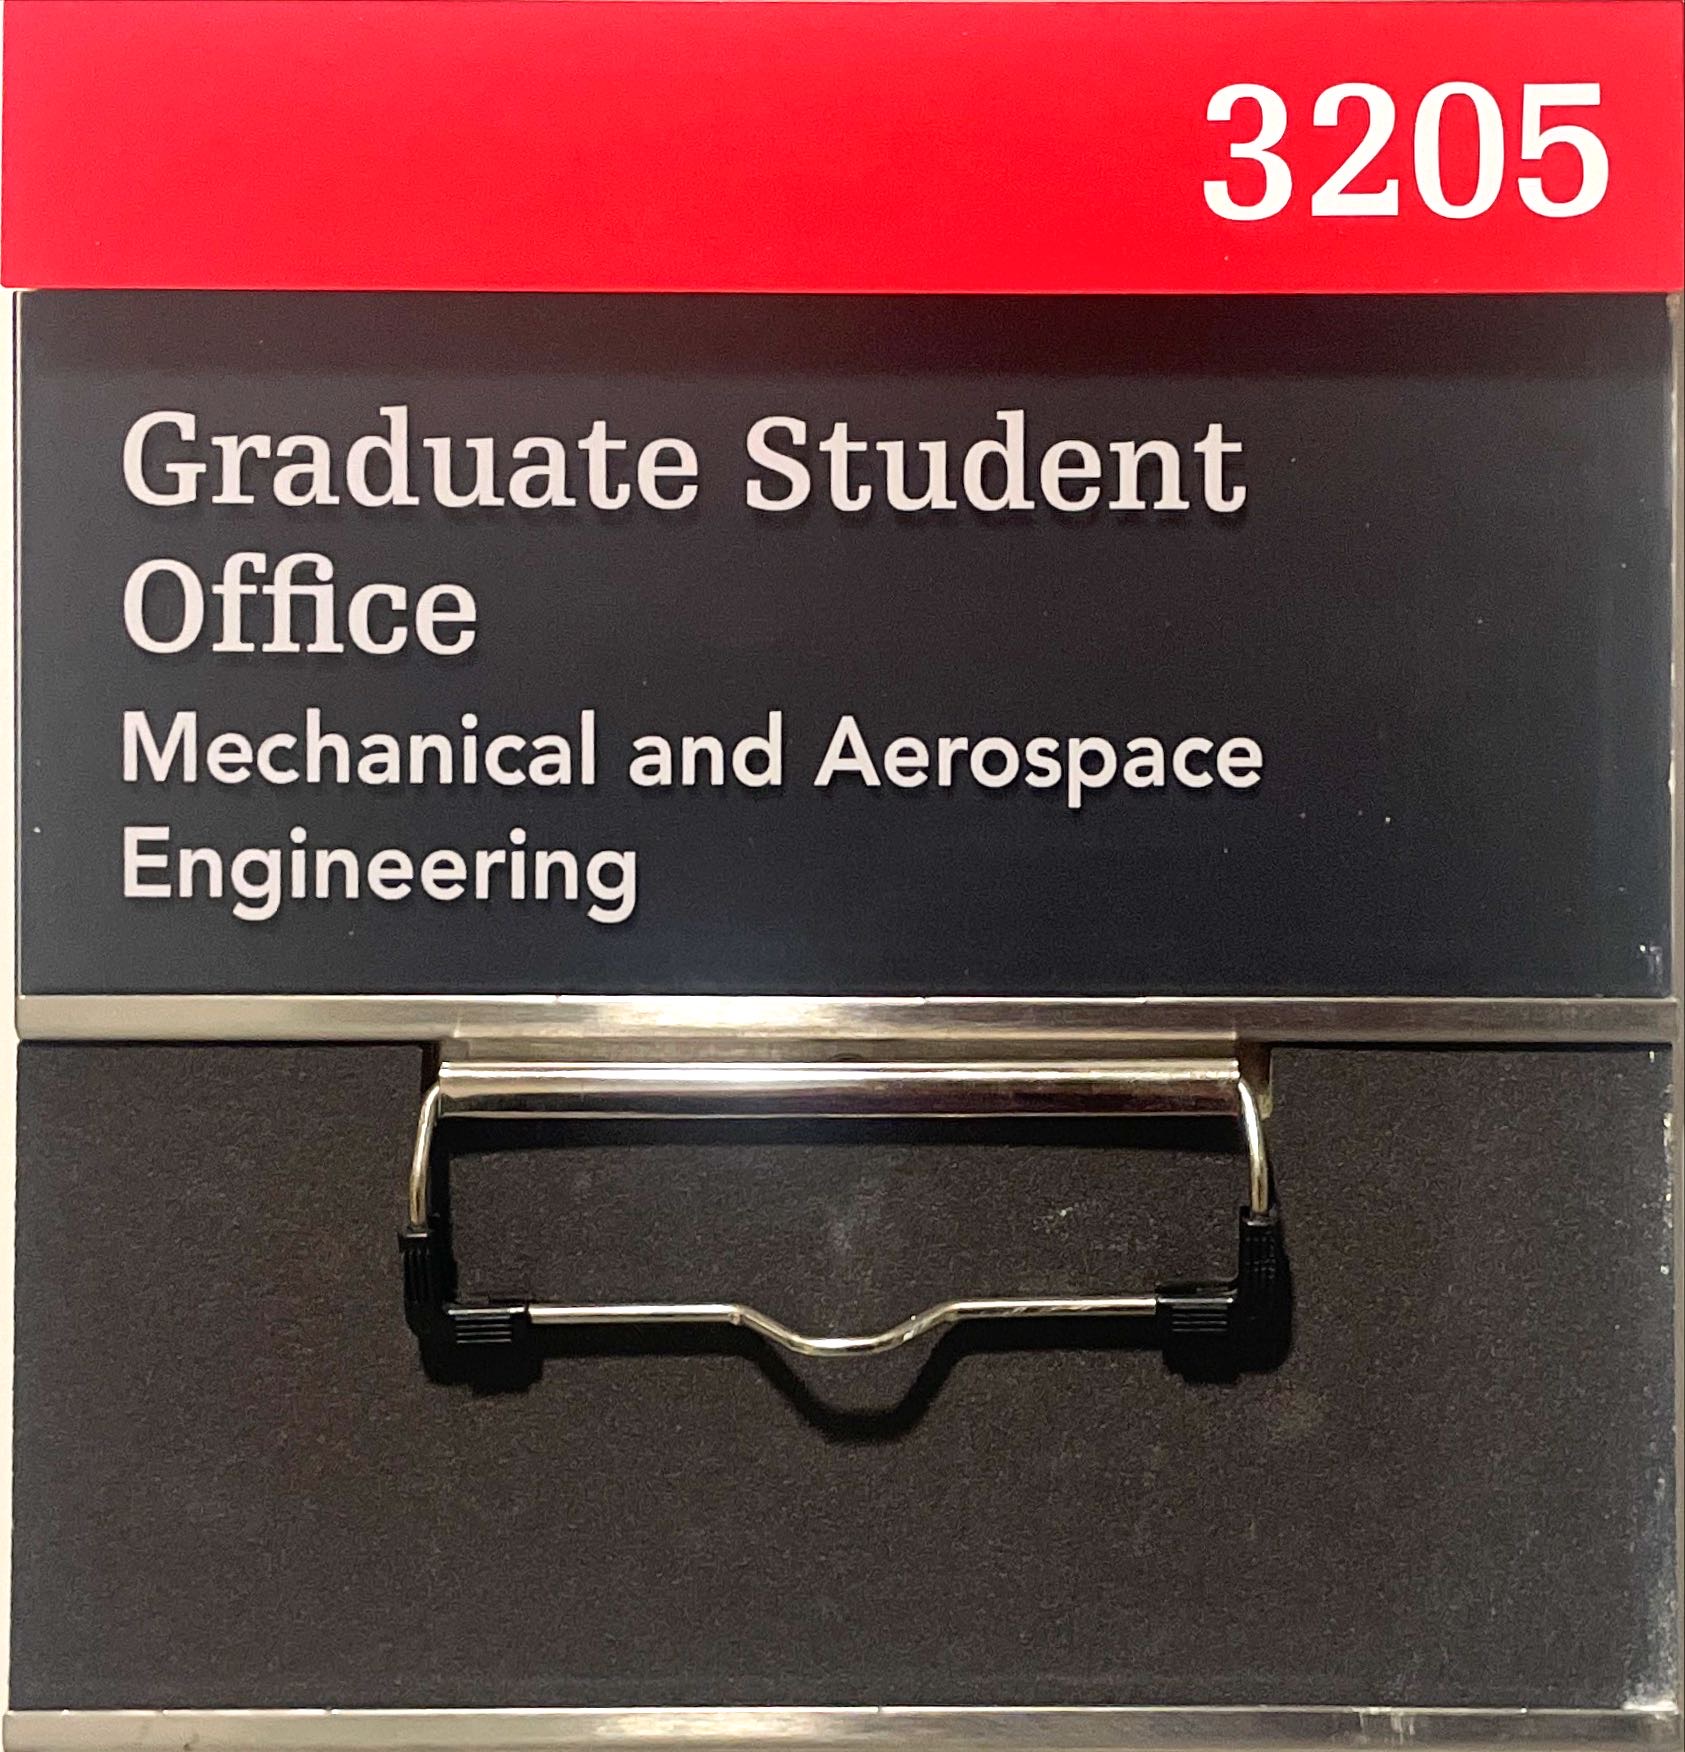 3205
Graduate Student
Office
Mechanical and Aerospace
Engineering